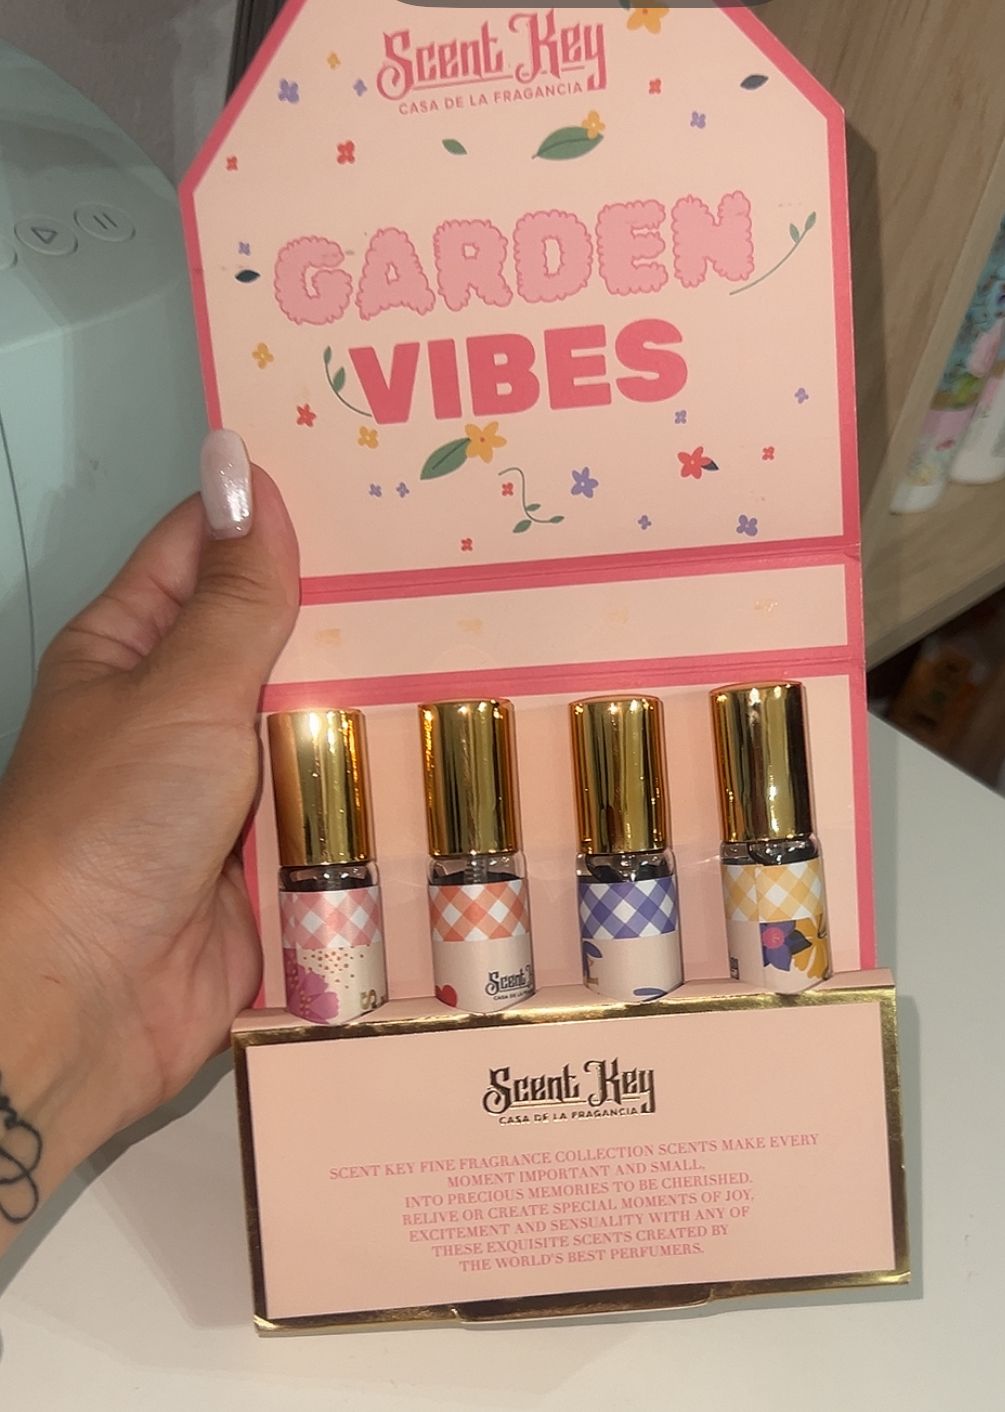 Scent Key
CASA DE LA FRAGANCIA
GARDEN
VIBES
Scent Key
CASA DE LA FRAGANCIA
SCENT KEY FINE FRAGRANCE COLLECTION SCENTS MAKE EVERY
MOMENT IMPORTANT AND SMALL,
INTO PRECIOUS MEMORIES TO BE CHERISHED.
RELIVE OR CREATE SPECIAL MOMENTS OF JOY,
EXCITEMENT AND SENSUALITY WITH ANY OF
THESE EXQUISITE SCENTS CREATED BY
THE WORLD'S BEST PERFUMERS.